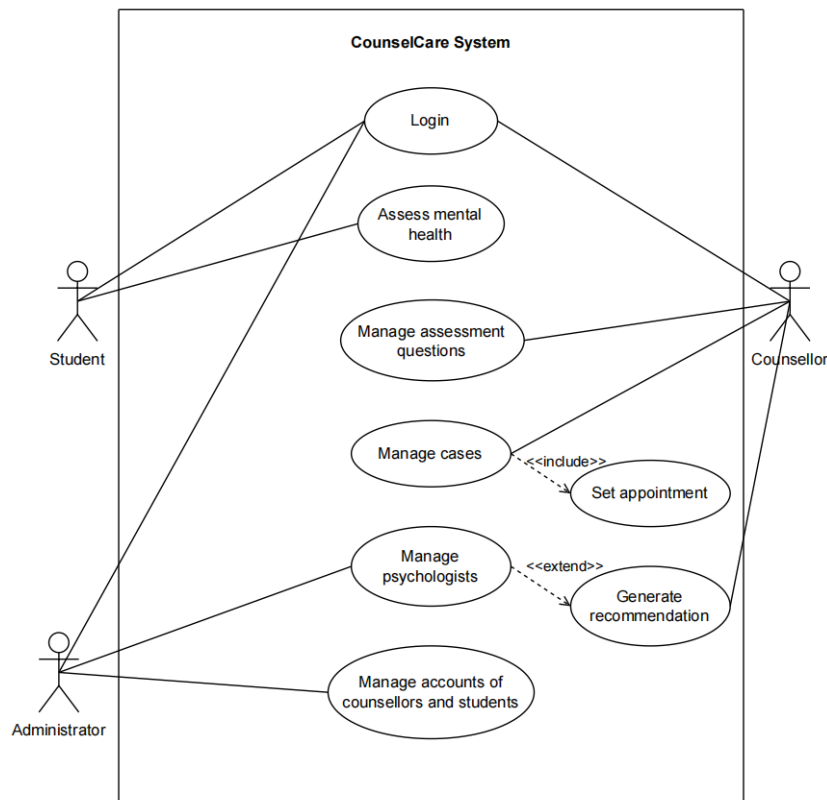 CounselCare System
Login
Assess mental
health
Student
Manage assessment
questions
Counsellor
Manage cases
<<include>>
Set appointment
Manage
psychologists
<<extend>>
Generate
recommendation
Manage accounts of
counsellors and students
Administrator